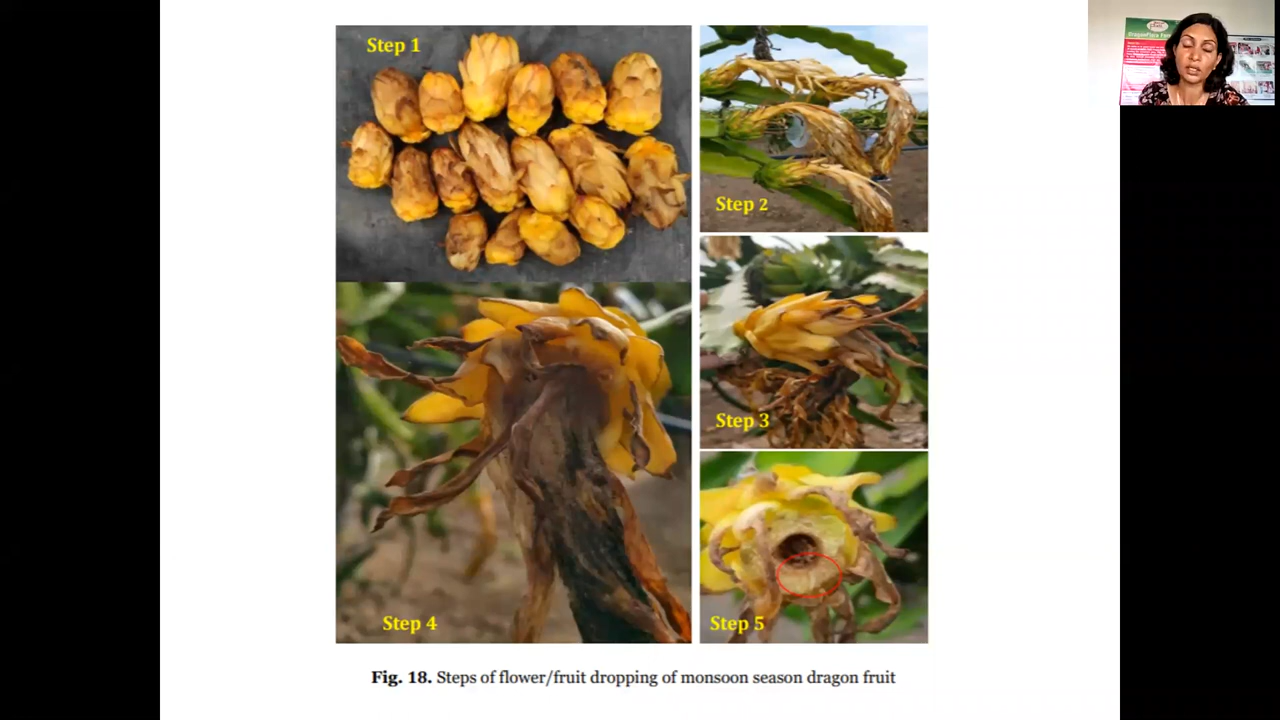 Step 1
Step 2
Step 3
Step 4
Step 5
Fig. 18. Steps of flower/fruit dropping of monsoon season dragon fruit